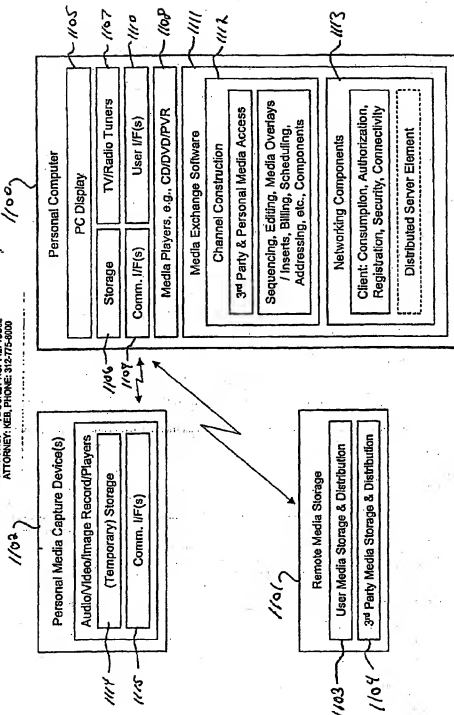 ATTORNEY: KEB, PHONE: 312-775-8000
1100
Personal Computer
PC Display
1105
Storage
1106
TV/Radio Tuners
1107
Comm. I/F(s)
1109
User I/F(s)
1110
Media Players, e.g., CD/DVD/PVR
1108
Media Exchange Software
1111
Channel Construction
1112
3rd Party & Personal Media Access
Sequencing, Editing, Media Overlays
/ Inserts, Billing, Scheduling,
Addressing, etc., Components
Networking Components
1113
Client: Consumption, Authorization,
Registration, Security, Connectivity
Distributed Server Element
1102
Personal Media Capture Device(s)
Audio/Video/Image Record/Players
(Temporary) Storage
1114
Comm. I/F(s)
1115
1101
Remote Media Storage
User Media Storage & Distribution
1103
3rd Party Media Storage & Distribution
1104